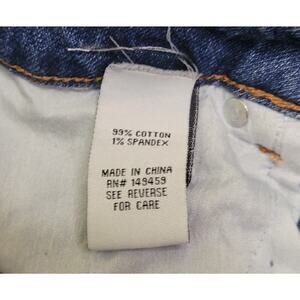 99% COTTON
1% SPANDEX
MADE IN CHINA
RN# 149459
SEE REVERSE
FOR CARE